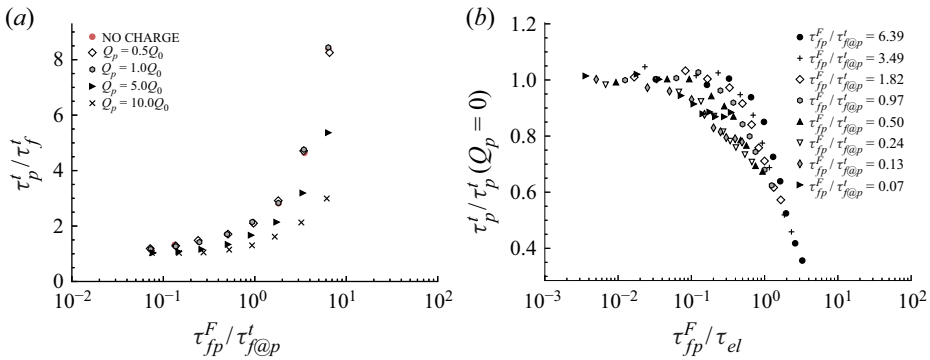 (a)
NO CHARGE
Q_p = 0.5Q_0
Q_p = 1.0Q_0
Q_p = 5.0Q_0
Q_p = 10.0Q_0
8
6
4
2
0
τ_p^t/τ_f^t
10^−2 10^−1 10^0 10^1 10^2
τ_fp^F/τ_f@p^t
(b)
τ_fp^F/τ_f@p^t = 6.39
τ_fp^F/τ_f@p^t = 3.49
τ_fp^F/τ_f@p^t = 1.82
τ_fp^F/τ_f@p^t = 0.97
τ_fp^F/τ_f@p^t = 0.50
τ_fp^F/τ_f@p^t = 0.24
τ_fp^F/τ_f@p^t = 0.13
τ_fp^F/τ_f@p^t = 0.07
1.2
1.0
0.8
0.6
0.4
τ_p^t/τ_p^t (Q_p = 0)
10^−3 10^−2 10^−1 10^0 10^1 10^2
τ_fp^F/τ_el